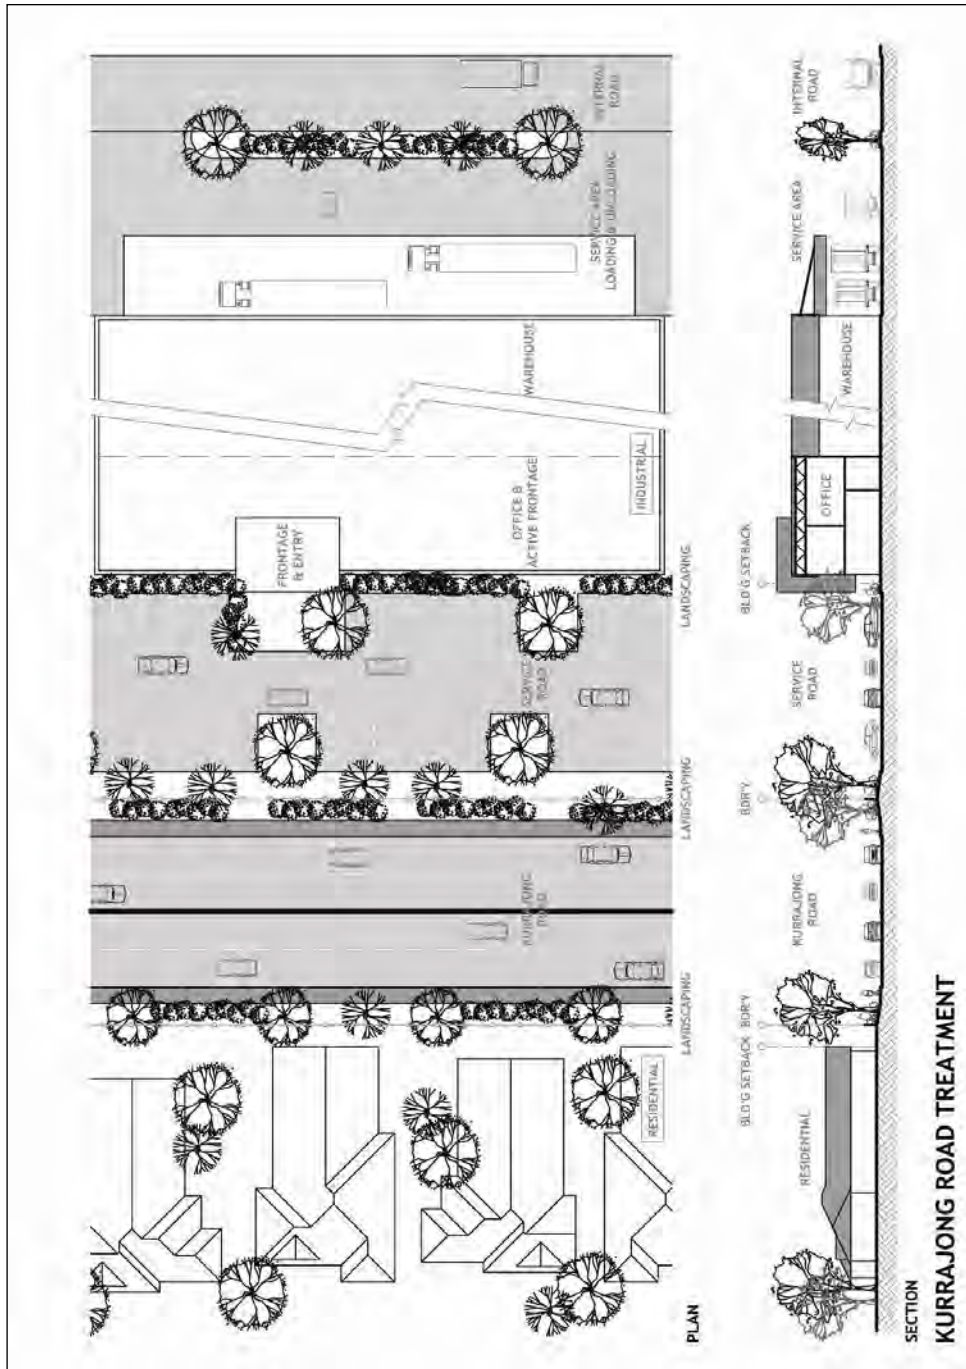 FRONTAGE
& ENTRY
RESIDENTIAL
KURRAJONG
ROAD
SERVICE
ROAD
OFFICE &
ACTIVE FRONTAGE
INDUSTRIAL
WAREHOUSE
SERVICE AREA
LOADING & UNLOADING
INTERNAL
ROAD
LANDSCAPING
LANDSCAPING
LANDSCAPING
PLAN
BLD'G SETBACK
BDRY
BDRY
BLD'G SETBACK
RESIDENTIAL
KURRAJONG
ROAD
SERVICE
ROAD
OFFICE
WAREHOUSE
SERVICE AREA
INTERNAL
ROAD
SECTION
KURRAJONG ROAD TREATMENT